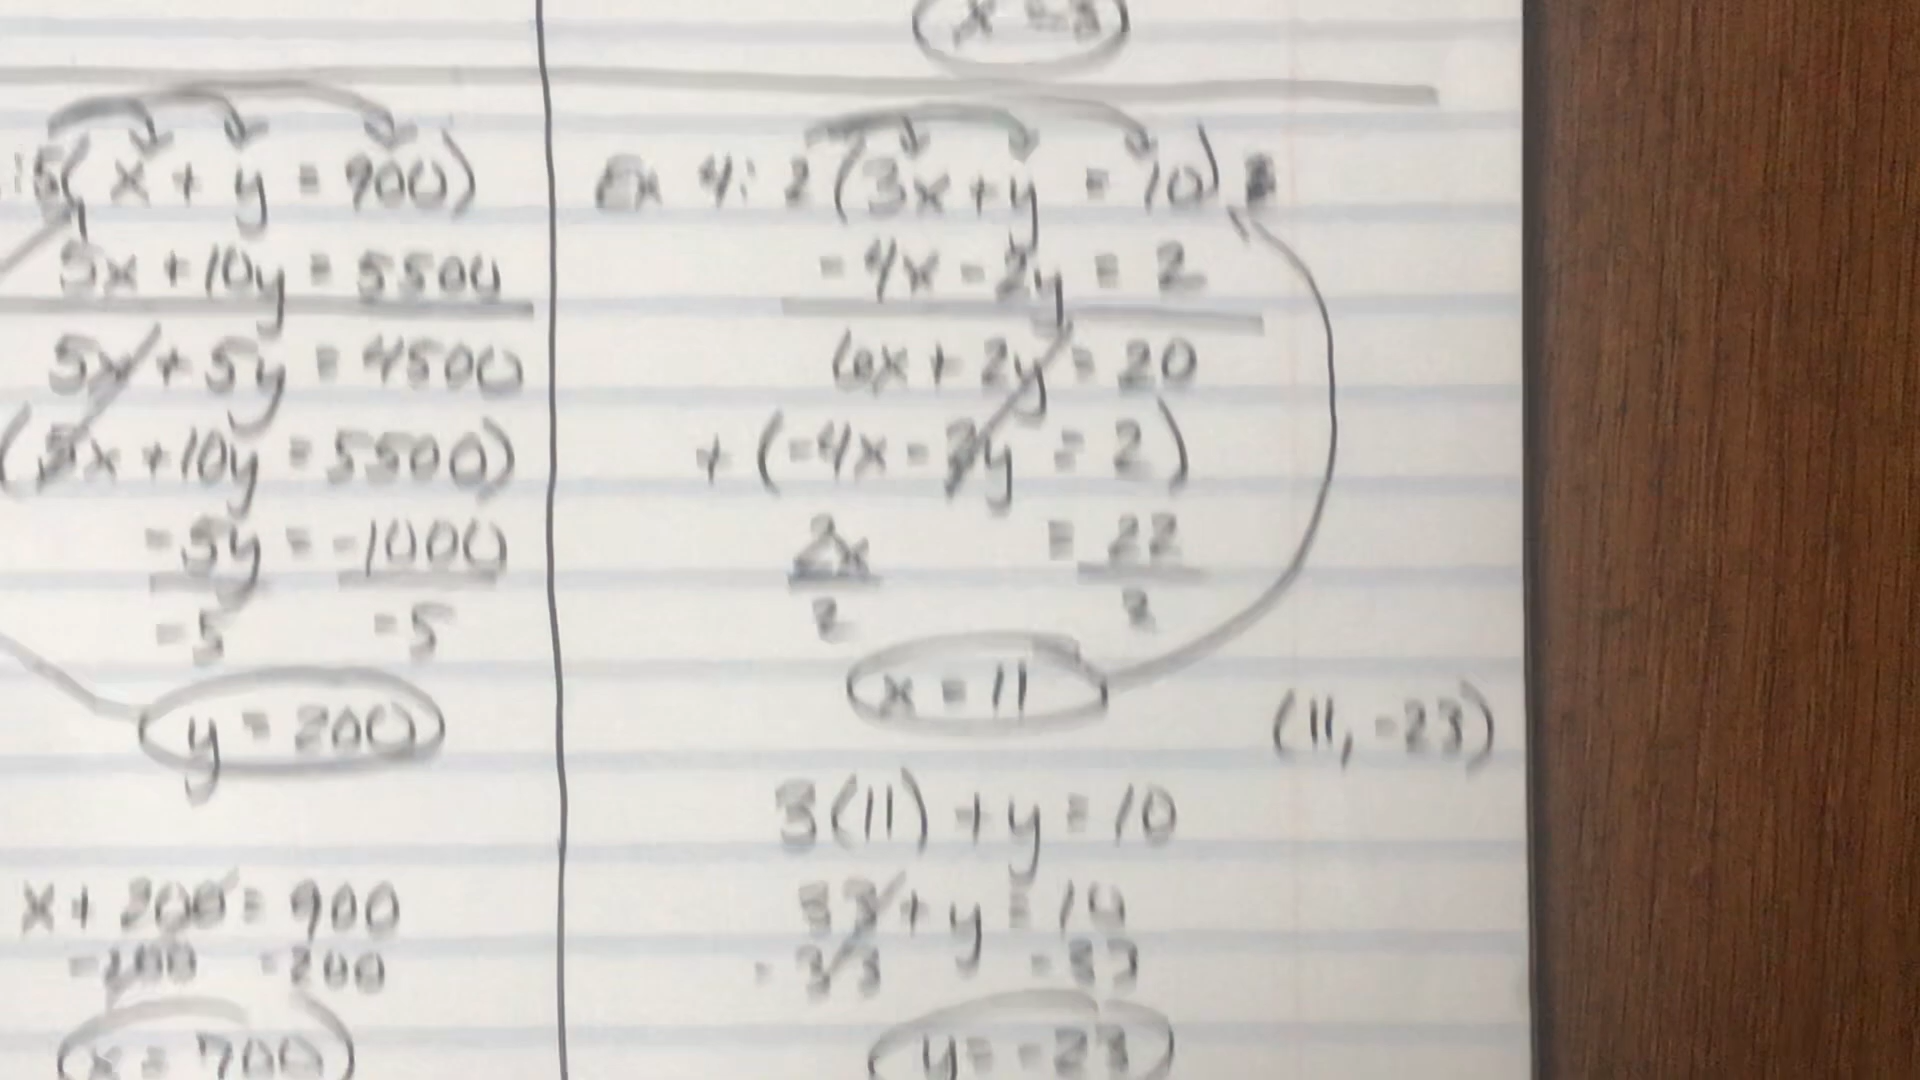 x = 3
5(x + y = 900)
5x + 10y = 5500
5x + 5y = 4500
(5x + 10y = 5500)
-5y = -1000
-5 -5
y = 200
x + 200 = 900
-200 -200
x = 700
Ex 4: 2(3x + y = 10)
-4x - 2y = 2
6x + 2y = 20
+ (-4x - 2y = 2)
2x = 22
2 2
x = 11
(11, -23)
3(11) + y = 10
33 + y = 10
-33 -33
y = -23